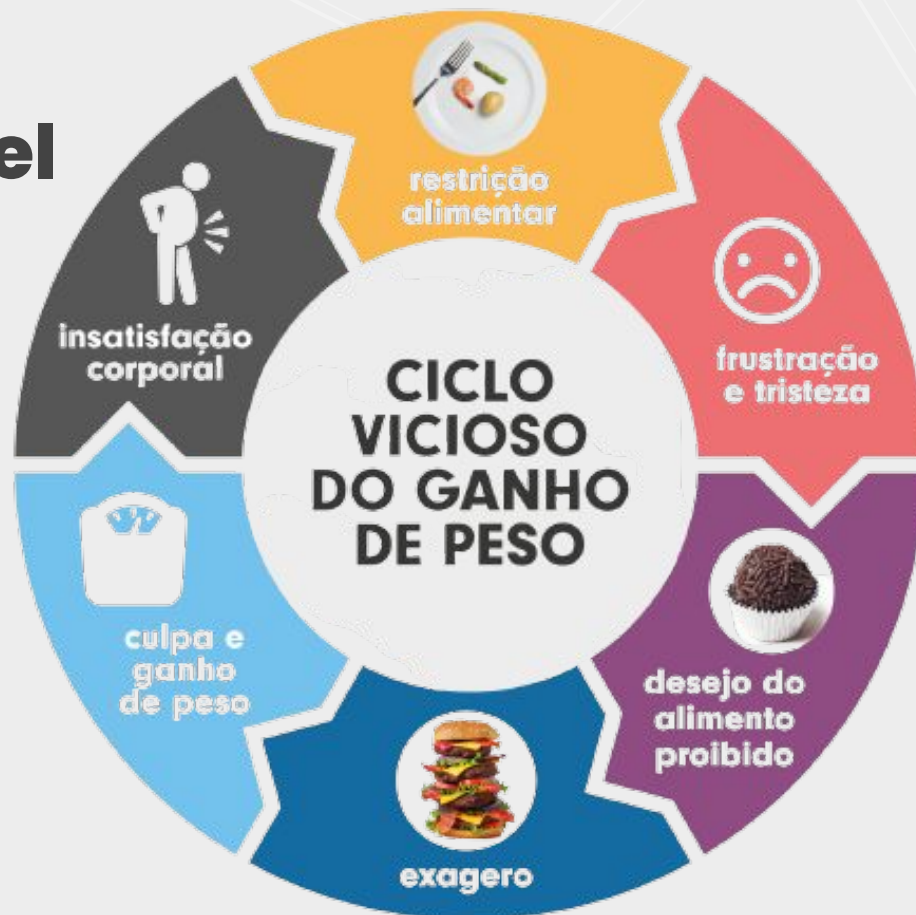 el
restrição
alimentar
frustração
e tristeza
desejo do
alimento
proibido
exagero
culpa e
ganho
de peso
insatisfação
corporal
CICLO
VICIOSO
DO GANHO
DE PESO